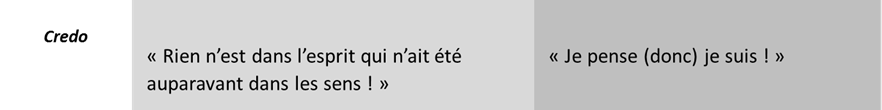 Credo
« Rien n’est dans l’esprit qui n’ait été
auparavant dans les sens ! »
« Je pense (donc) je suis ! »